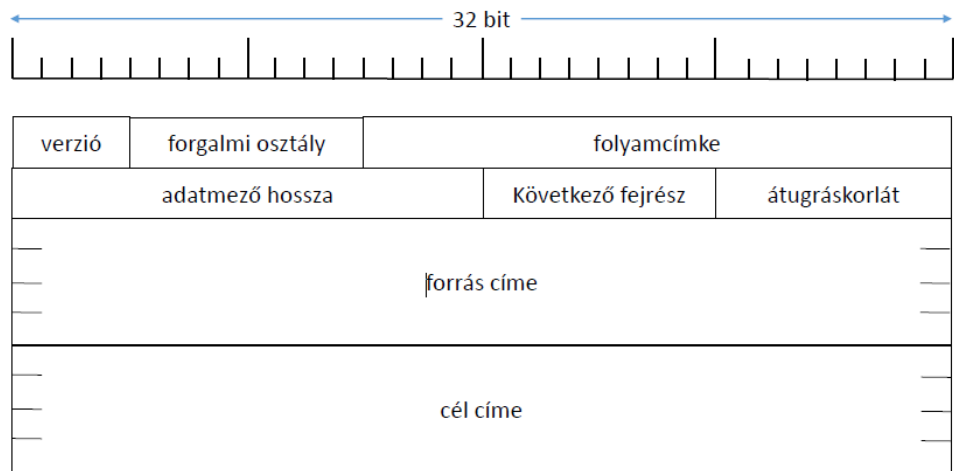 32 bit
verzió forgalmi osztály folyamcímke
adatmező hossza Következő fejrész átugráskorlát
forrás címe
cél címe